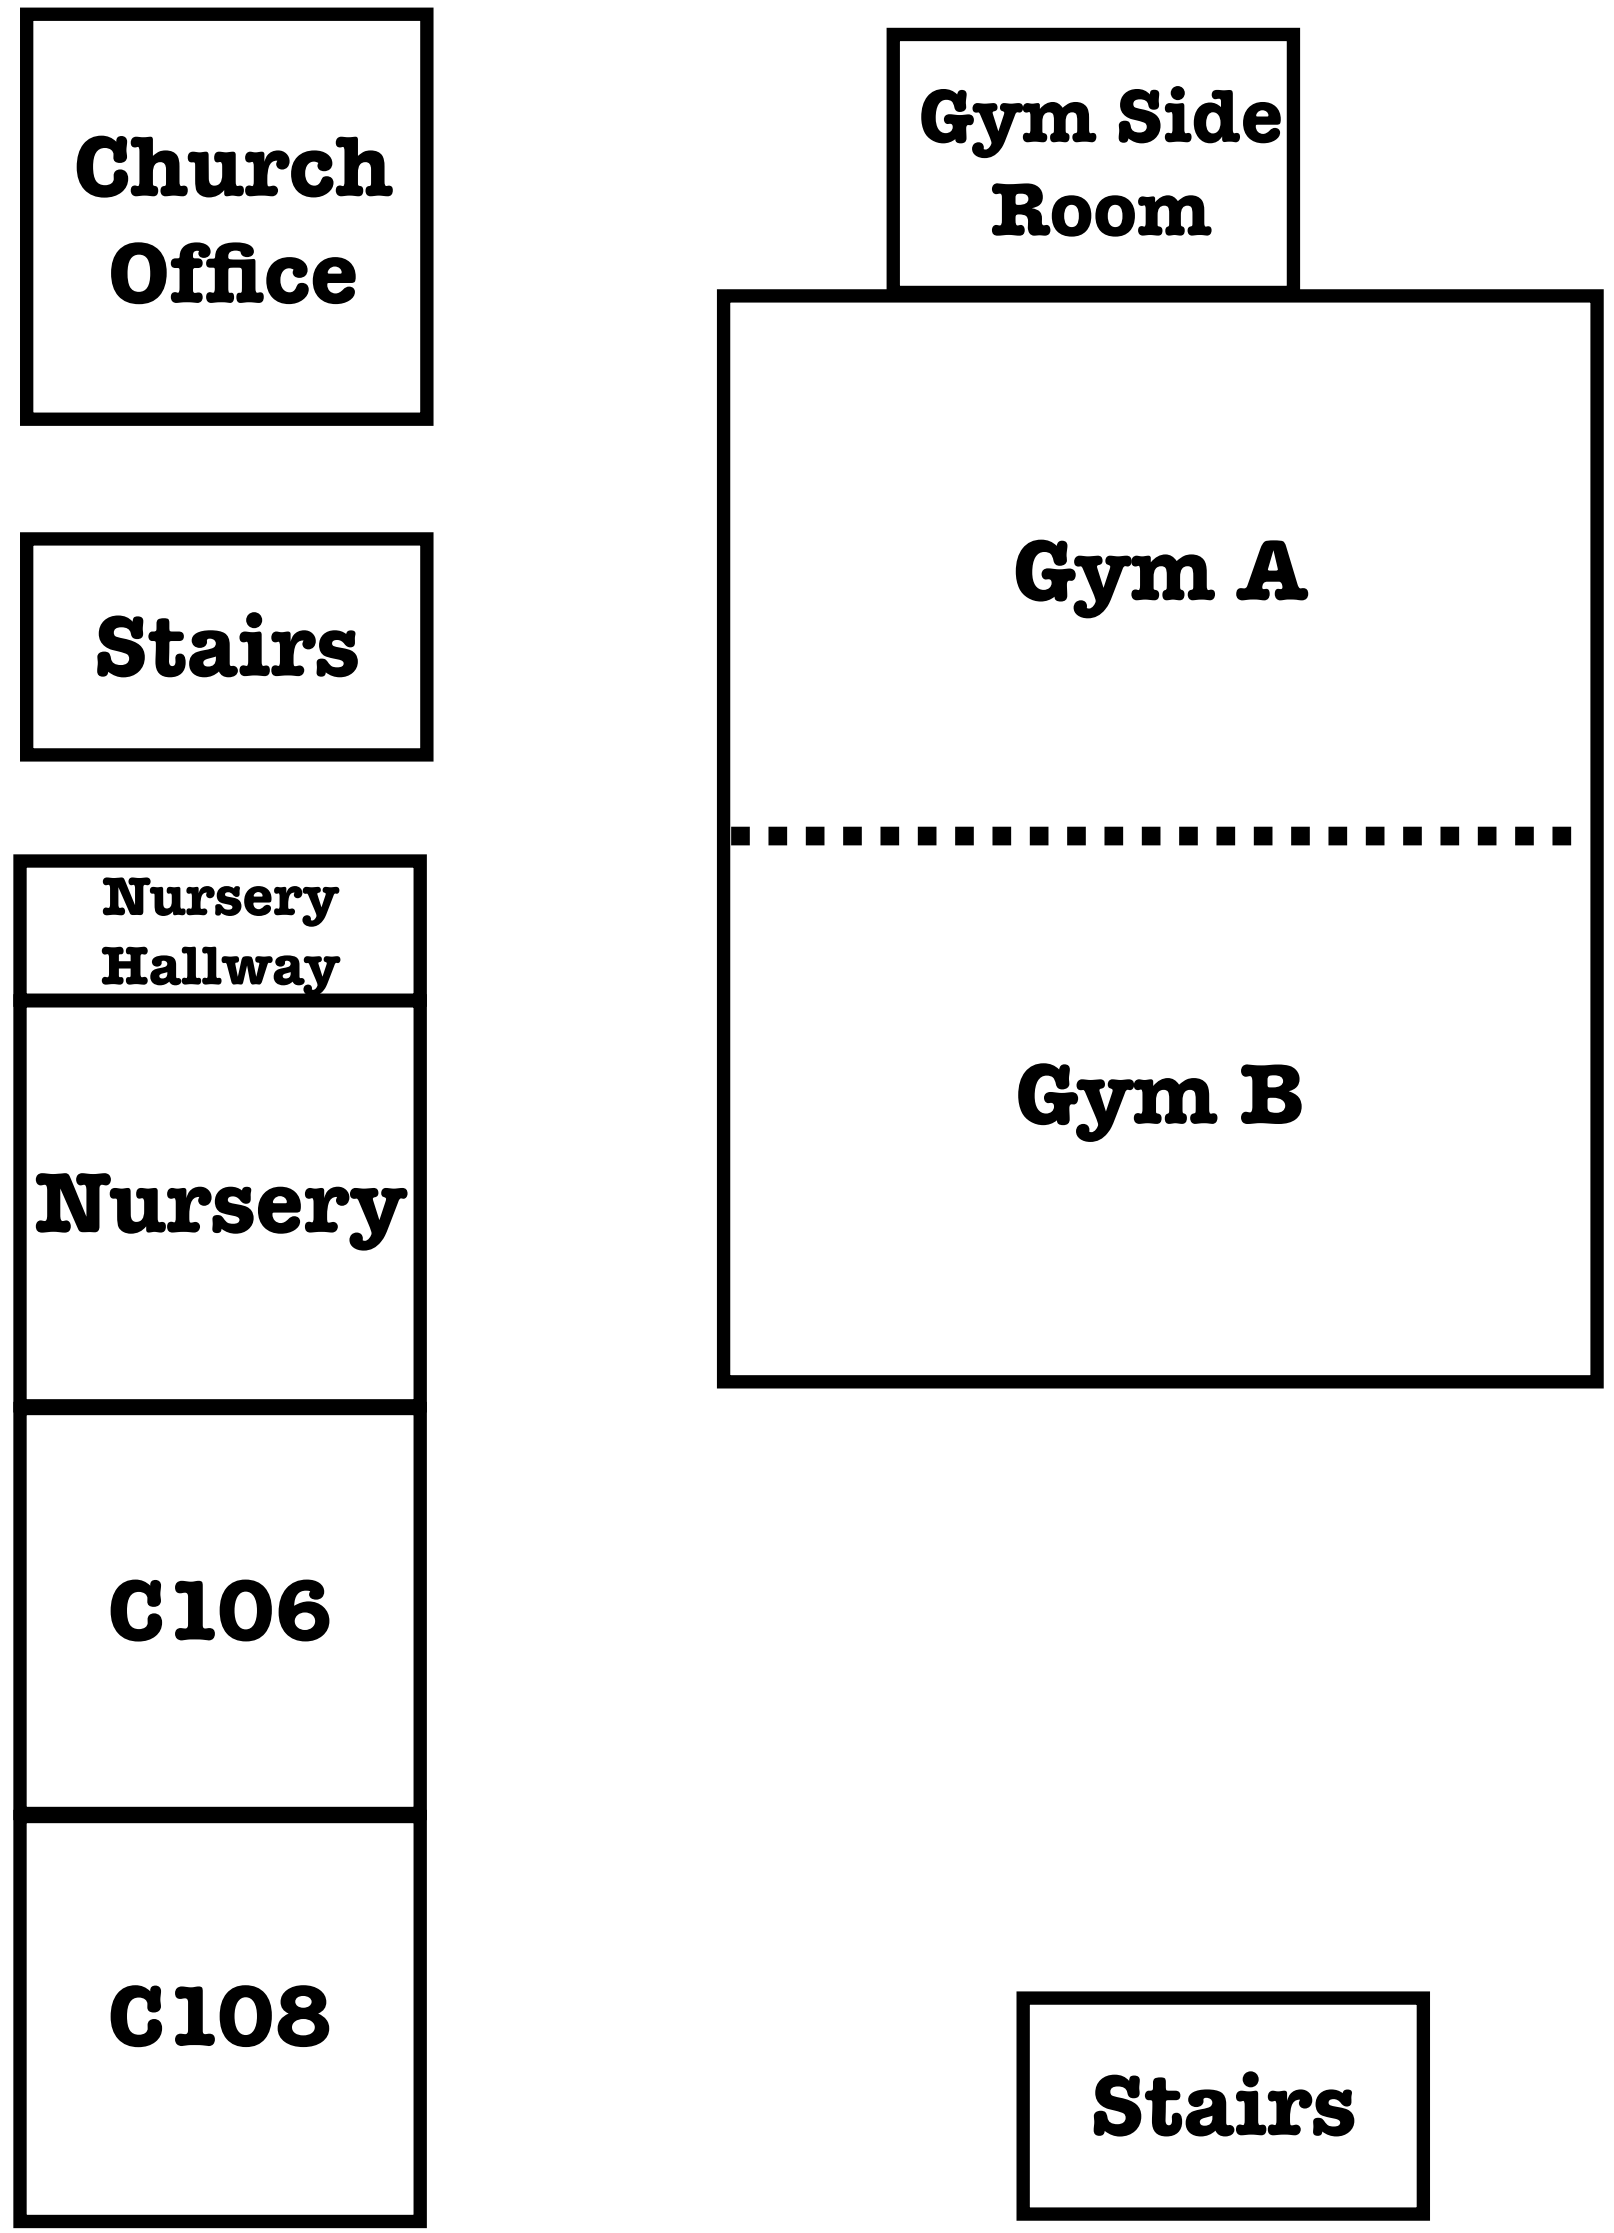 Church
Office
Stairs
Nursery
Hallway
Nursery
C106
C108
Gym Side
Room
Gym A
Gym B
Stairs